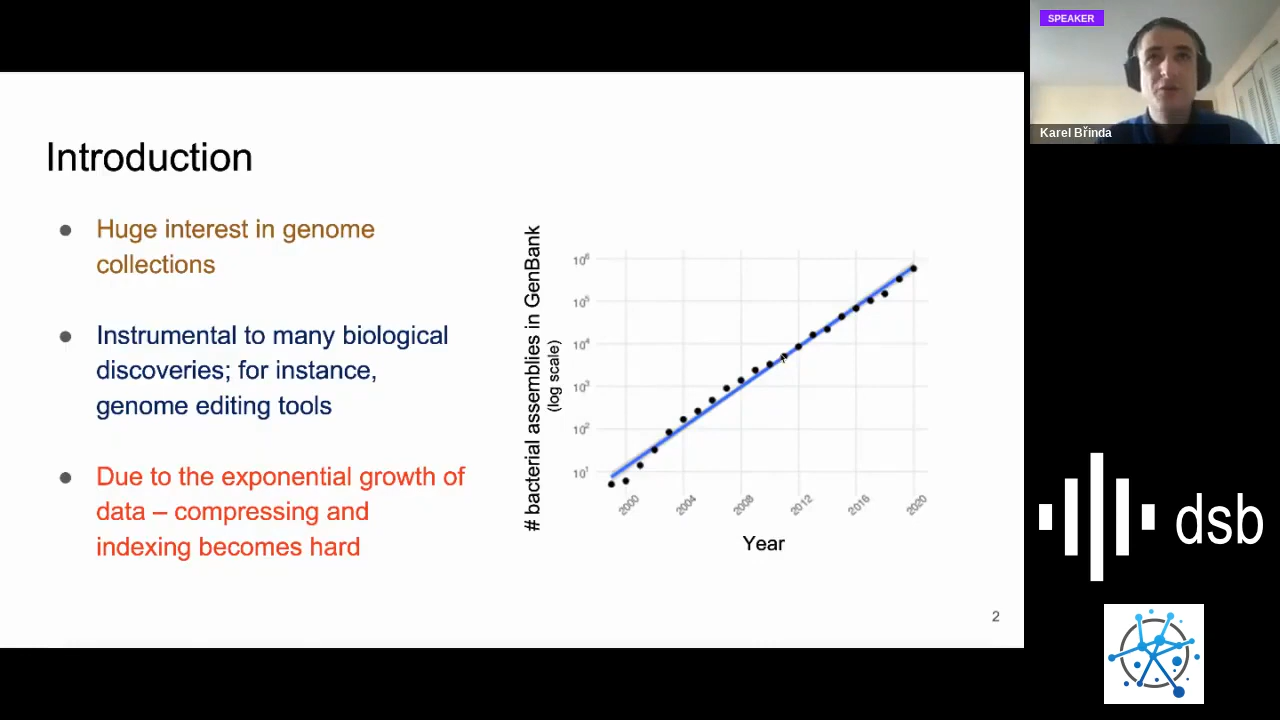 SPEAKER
Karel Břinda
Introduction
● Huge interest in genome
collections
● Instrumental to many biological
discoveries; for instance,
genome editing tools
● Due to the exponential growth of
data – compressing and
indexing becomes hard
# bacterial assemblies in GenBank
(log scale)
10⁶
10⁵
10⁴
10³
10²
10¹
2000
2004
2008
2012
2016
2020
Year
2
dsb